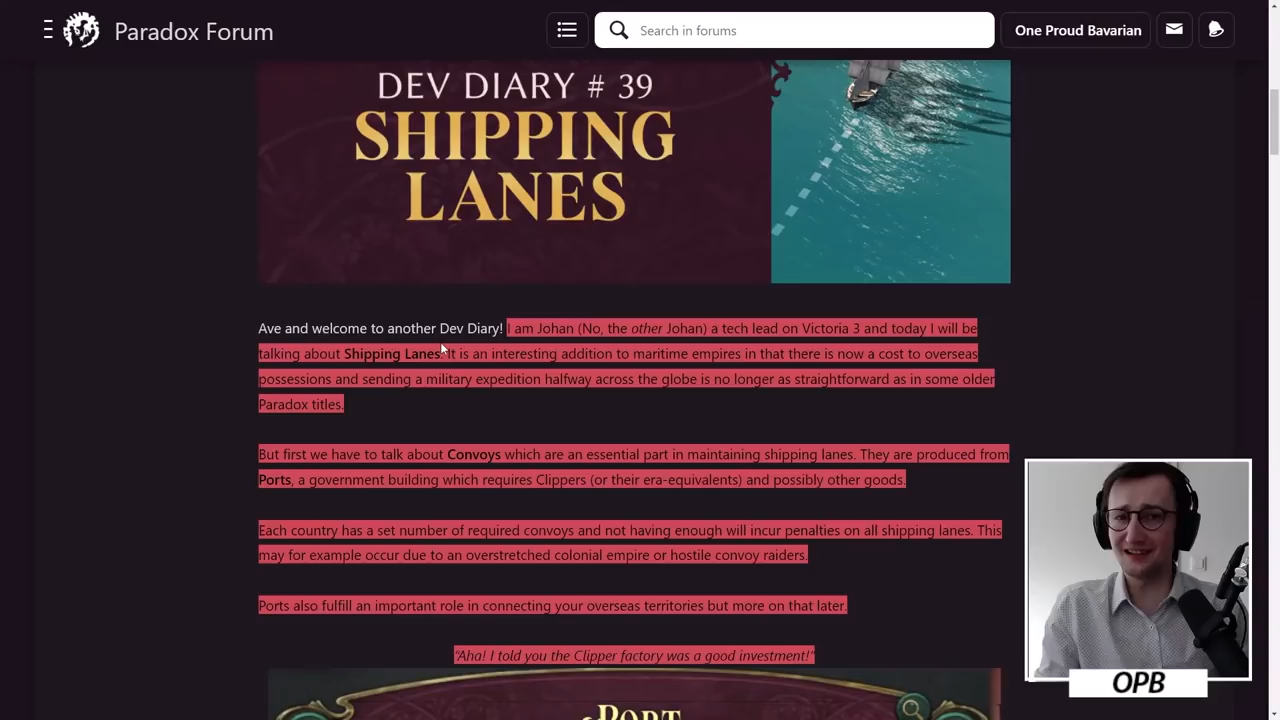 Paradox Forum
Search in forums
One Proud Bavarian
DEV DIARY # 39
SHIPPING
LANES
Ave and welcome to another Dev Diary! I am Johan (No, the other Johan) a tech lead on Victoria 3 and today I will be
talking about Shipping Lanes. It is an interesting addition to maritime empires in that there is now a cost to overseas
possessions and sending a military expedition halfway across the globe is no longer as straightforward as in some older
Paradox titles.
But first we have to talk about Convoys which are an essential part in maintaining shipping lanes. They are produced from
Ports, a government building which requires Clippers (or their era-equivalents) and possibly other goods.
Each country has a set number of required convoys and not having enough will incur penalties on all shipping lanes. This
may for example occur due to an overstretched colonial empire or hostile convoy raiders.
Ports also fulfill an important role in connecting your overseas territories but more on that later.
"Aha! I told you the Clipper factory was a good investment!"
PORT
OPB